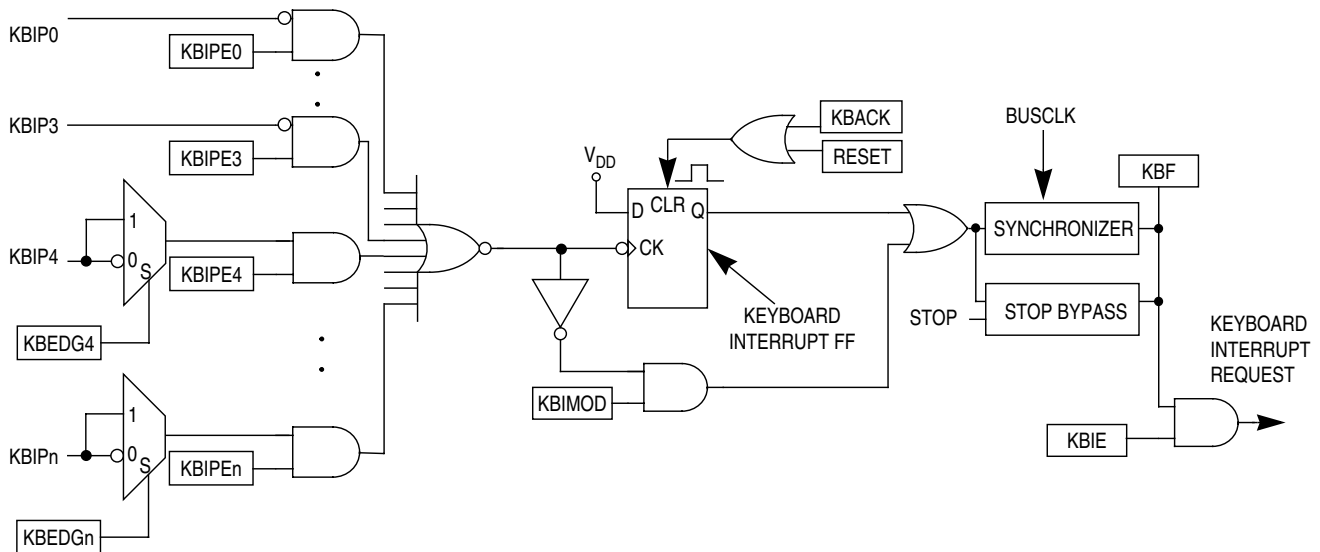 KBIP0
KBIPE0
KBIP3
KBIPE3
KBIP4
1
0
S
KBIPE4
KBEDG4
KBIPn
1
0
S
KBIPEn
KBEDGn
VDD
D CLR Q
CK
KBACK
RESET
KEYBOARD
INTERRUPT FF
KBIMOD
BUSCLK
SYNCHRONIZER
STOP
STOP BYPASS
KBF
KBIE
KEYBOARD
INTERRUPT
REQUEST